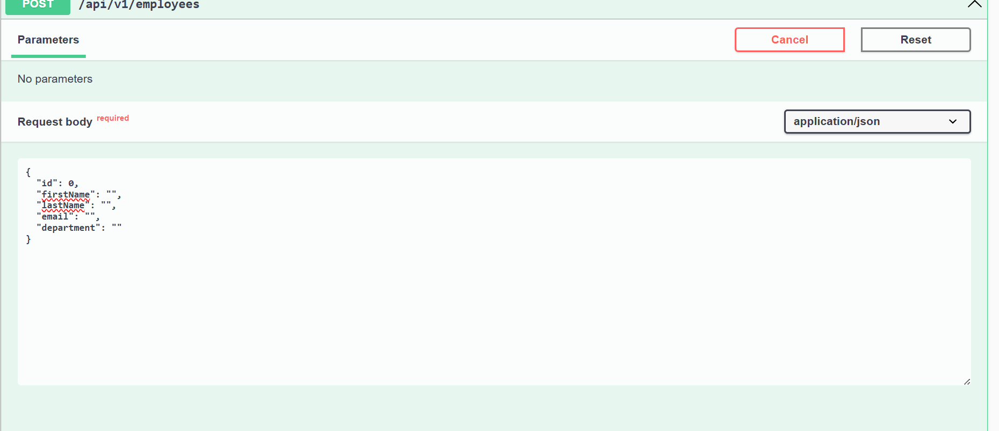 POST /api/v1/employees
Parameters
Cancel
Reset
No parameters
Request body required
application/json
{
  "id": 0,
  "firstName": "",
  "lastName": "",
  "email": "",
  "department": ""
}